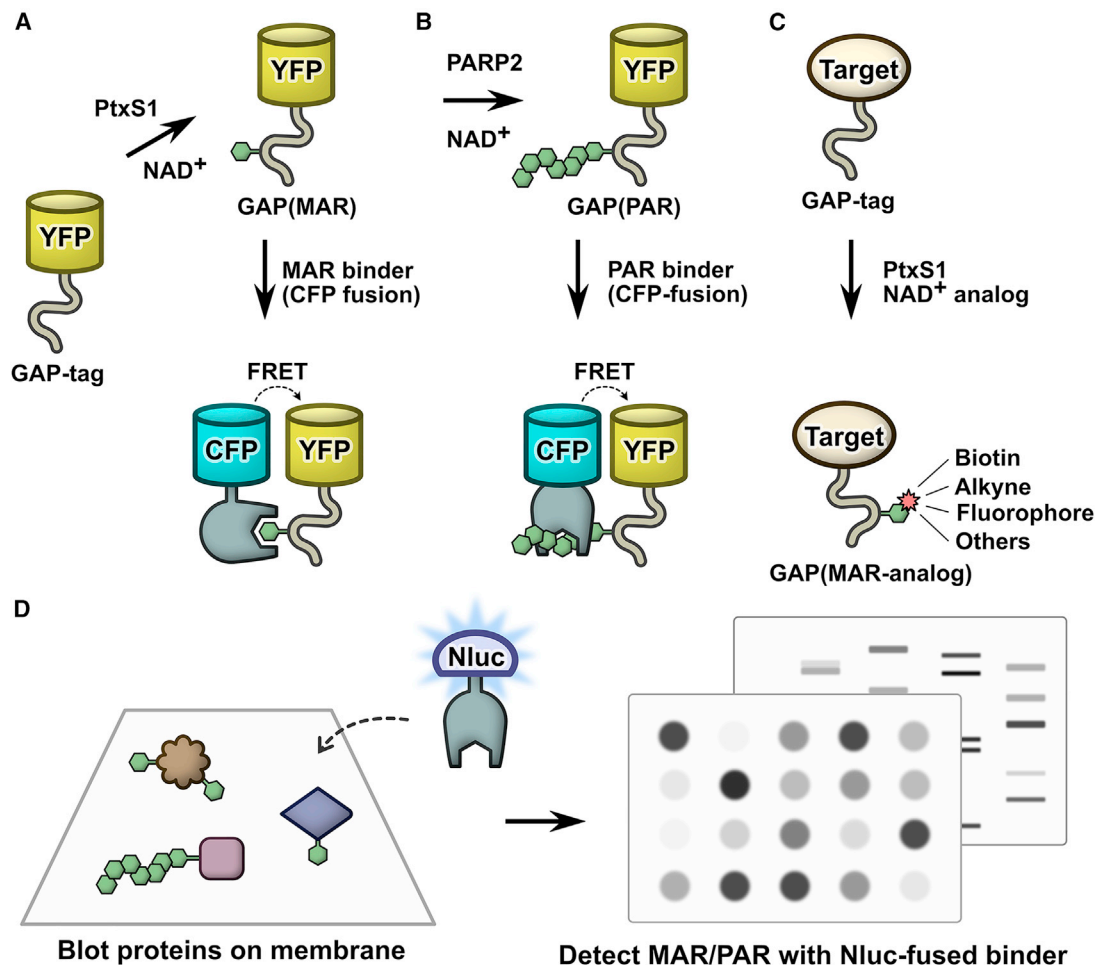 A
YFP
PtxS1
NAD+
GAP(MAR)
YFP
GAP-tag
MAR binder
(CFP fusion)
FRET
CFP
YFP
B
PARP2
NAD+
YFP
GAP(PAR)
PAR binder
(CFP-fusion)
FRET
CFP
YFP
C
Target
GAP-tag
PtxS1
NAD+ analog
Target
Biotin
Alkyne
Fluorophore
Others
GAP(MAR-analog)
D
Nluc
Blot proteins on membrane
Detect MAR/PAR with Nluc-fused binder